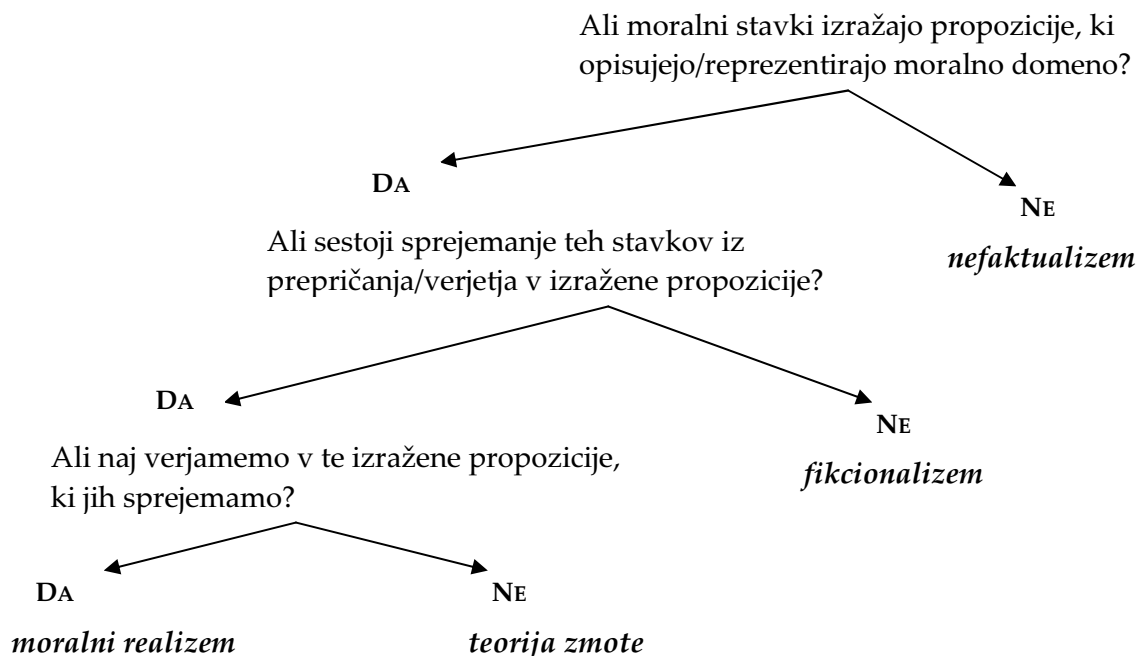 Ali moralni stavki izražajo propozicije, ki
opisujejo/reprezentirajo moralno domeno?
DA
NE
nefaktualizem
Ali sestoji sprejemanje teh stavkov iz
prepričanja/verjetja v izražene propozicije?
DA
NE
fikcionalizem
Ali naj verjamemo v te izražene propozicije,
ki jih sprejemamo?
DA
NE
moralni realizem
teorija zmote